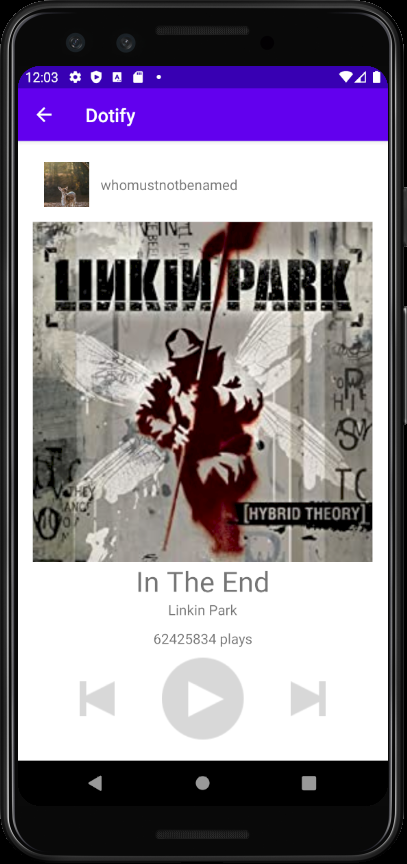 12:03
Dotify
whomustnotbenamed
LINKIN PARK
[HYBRID THEORY]
In The End
Linkin Park
62425834 plays